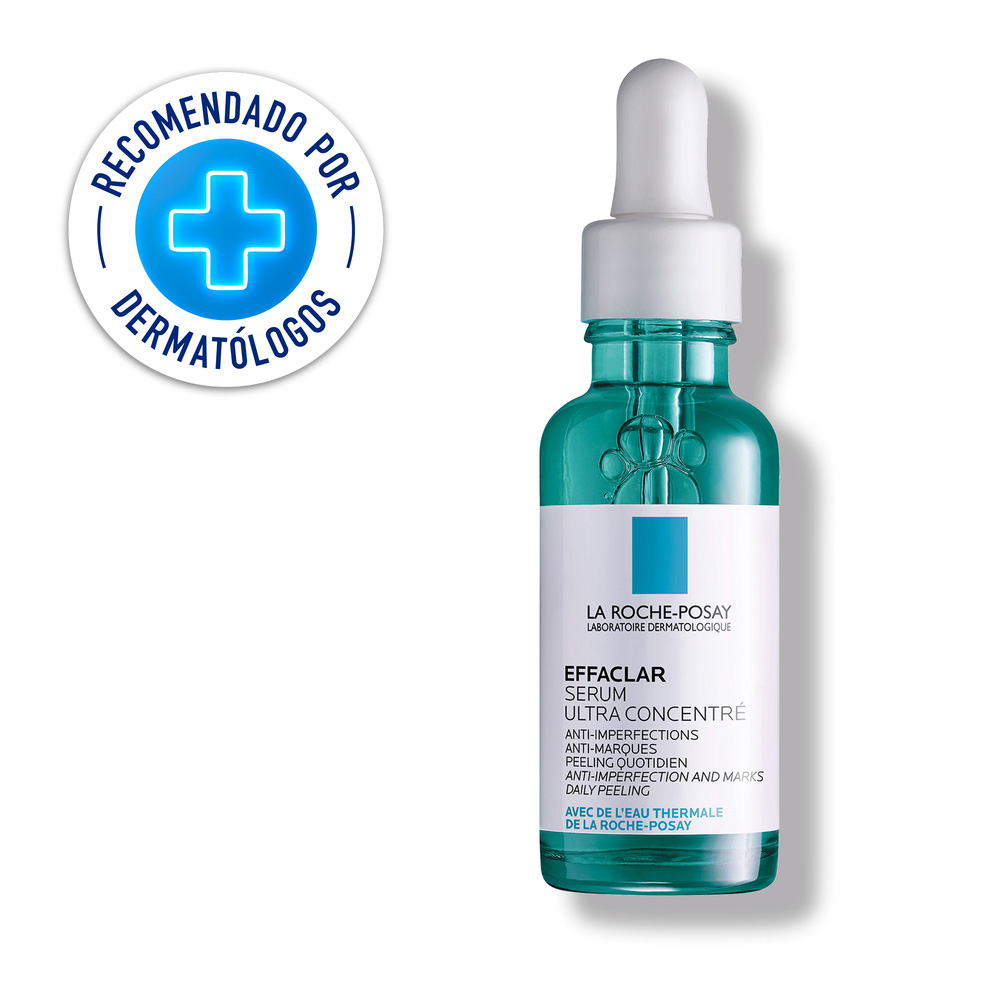 RECOMENDADO POR
DERMATÓLOGOS
LA ROCHE-POSAY
LABORATOIRE DERMATOLOGIQUE
EFFACLAR
SERUM
ULTRA CONCENTRÉ
ANTI-IMPERFECTIONS
ANTI-MARQUES
PEELING QUOTIDIEN
ANTI-IMPERFECTION AND MARKS
DAILY PEELING
AVEC DE L'EAU THERMALE
DE LA ROCHE-POSAY